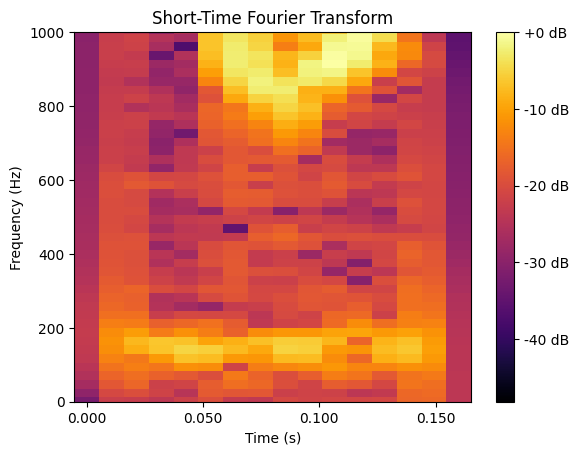 Short-Time Fourier Transform
Frequency (Hz)
1000
800
600
400
200
0
0.000
0.050
0.100
0.150
Time (s)
+0 dB
-10 dB
-20 dB
-30 dB
-40 dB